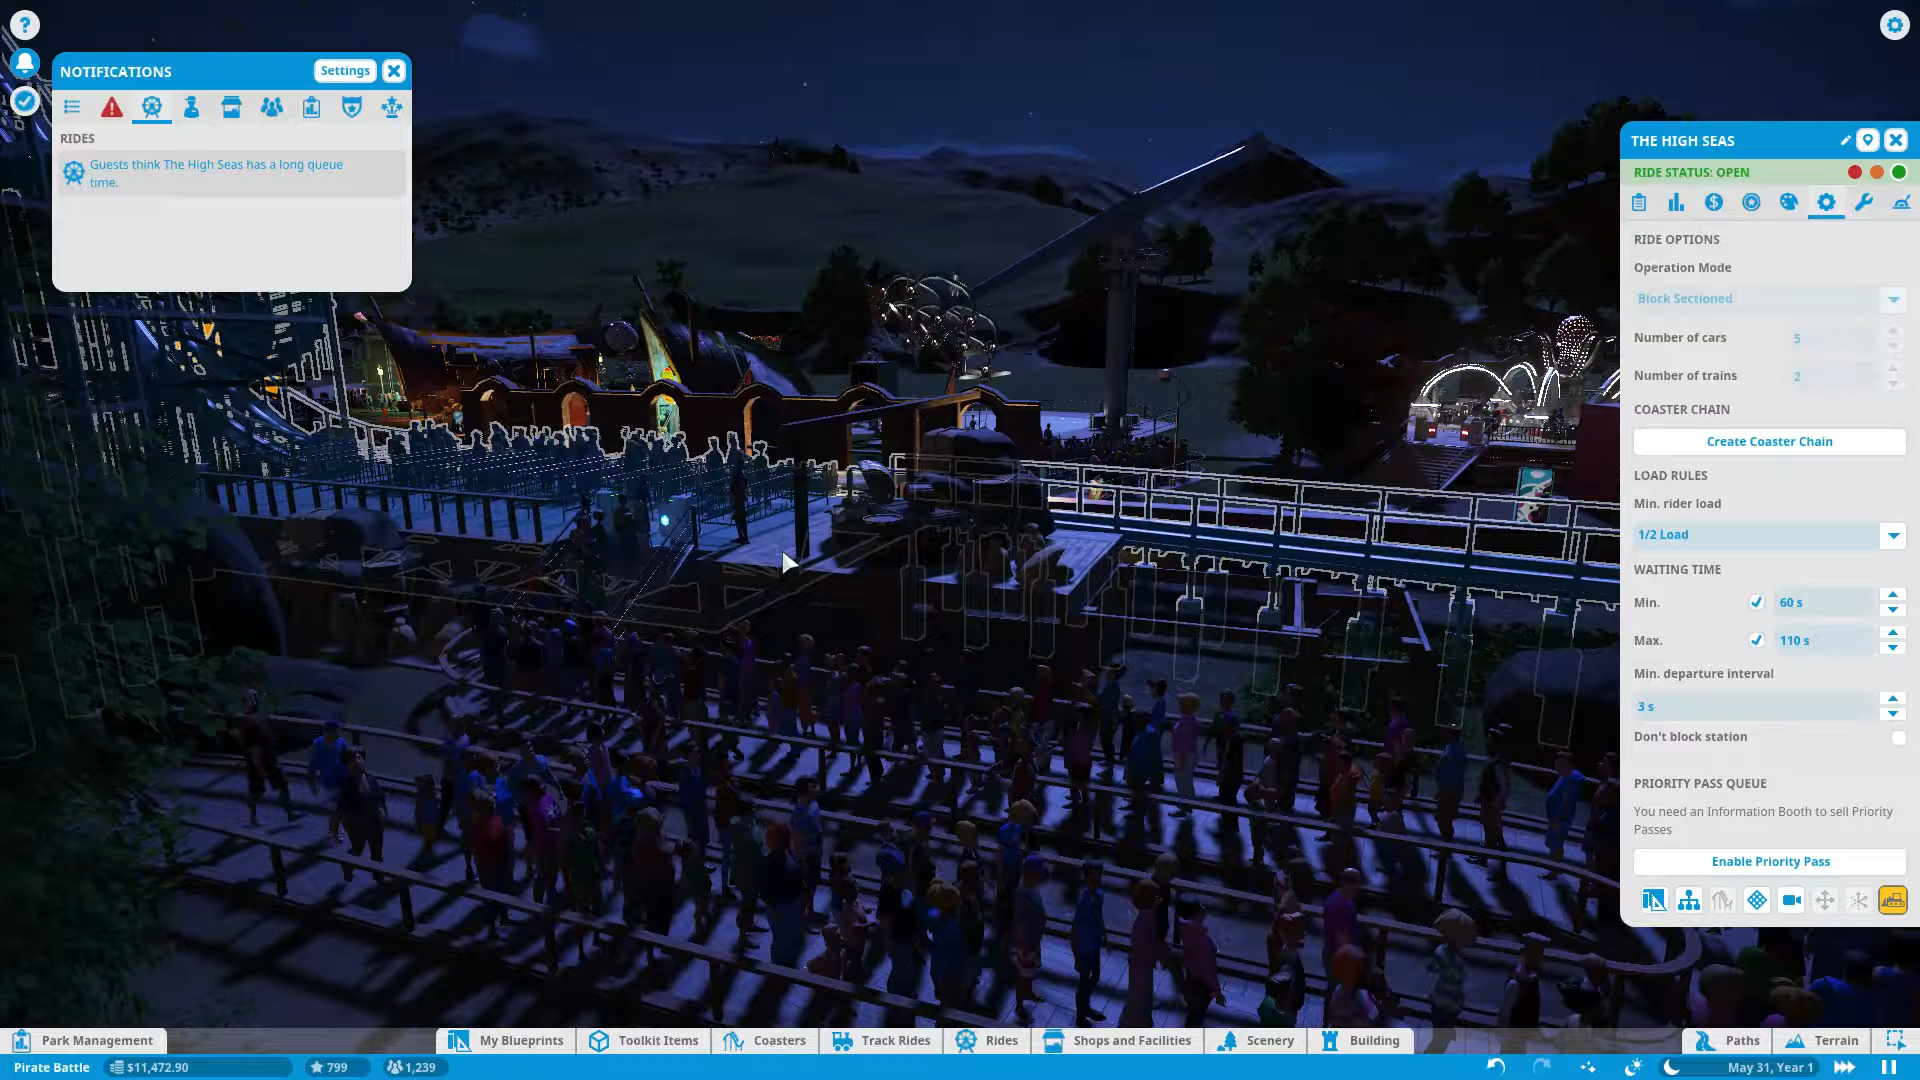 ?
NOTIFICATIONS
Settings
RIDES
Guests think The High Seas has a long queue
time.
THE HIGH SEAS
RIDE STATUS: OPEN
RIDE OPTIONS
Operation Mode
Block Sectioned
Number of cars 5
Number of trains 2
COASTER CHAIN
Create Coaster Chain
LOAD RULES
Min. rider load
1/2 Load
WAITING TIME
Min. 60 s
Max. 110 s
Min. departure interval
3 s
Don't block station
PRIORITY PASS QUEUE
You need an Information Booth to sell Priority
Passes
Enable Priority Pass
Park Management
My Blueprints
Toolkit Items
Coasters
Track Rides
Rides
Shops and Facilities
Scenery
Building
Paths
Terrain
Pirate Battle
$11,472.90
799
1,239
May 31, Year 1